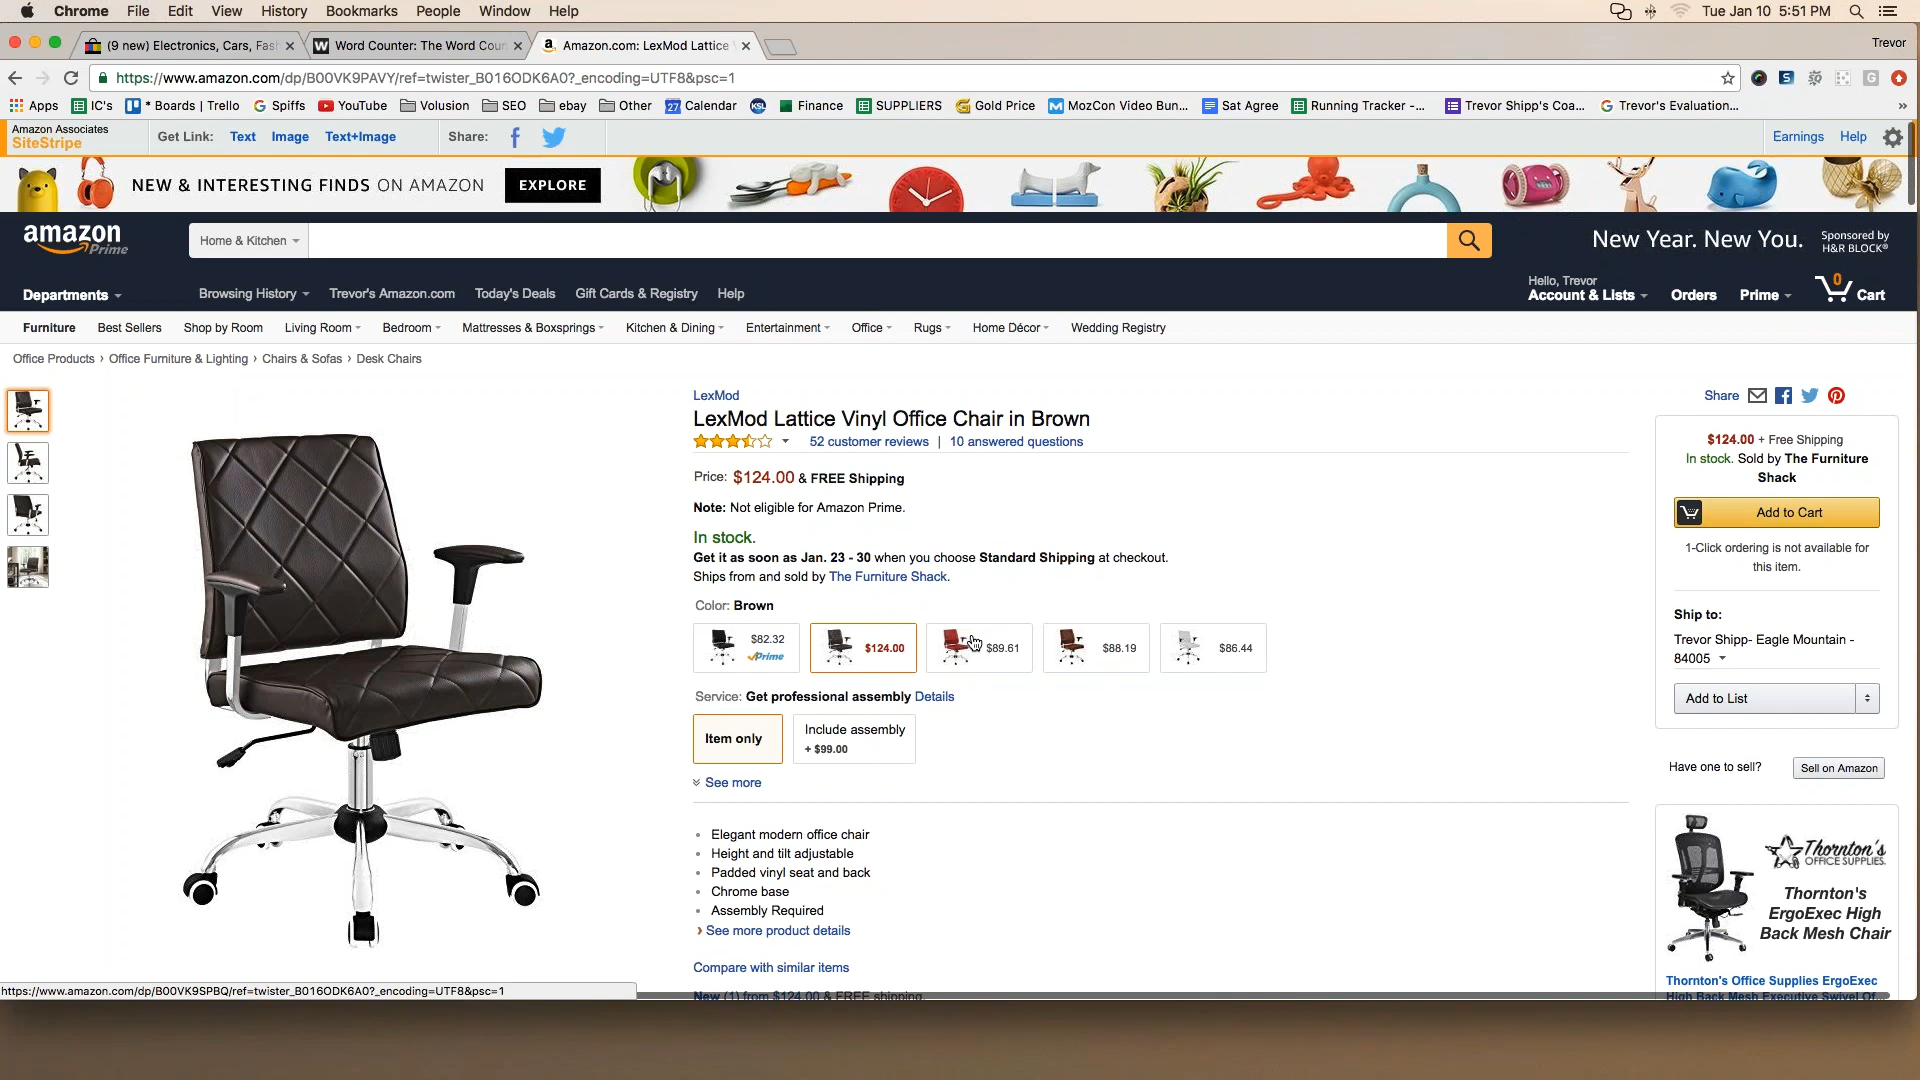 Chrome File Edit View History Bookmarks People Window Help Tue Jan 10 5:51 PM
(9 new) Electronics, Cars, Fas Word Counter: The Word Coun Amazon.com: LexMod Lattice Trevor
https://www.amazon.com/dp/B00VK9PAVY/ref=twister_B016ODK6A0?_encoding=UTF8&psc=1
Apps IC's * Boards | Trello Spiffs YouTube Volusion SEO ebay Other 27 Calendar KSL Finance SUPPLIERS Gold Price MozCon Video Bun... Sat Agree Running Tracker -... Trevor Shipp's Coa... Trevor's Evaluation... »
Amazon Associates
SiteStripe
Get Link: Text Image Text+Image Share: Earnings Help
NEW & INTERESTING FINDS ON AMAZON EXPLORE
amazon Prime
Home & Kitchen
New Year. New You. Sponsored by
H&R BLOCK®
Departments Browsing History Trevor's Amazon.com Today's Deals Gift Cards & Registry Help
Hello, Trevor
Account & Lists Orders Prime 0 Cart
Furniture Best Sellers Shop by Room Living Room Bedroom Mattresses & Boxsprings Kitchen & Dining Entertainment Office Rugs Home Décor Wedding Registry
Office Products › Office Furniture & Lighting › Chairs & Sofas › Desk Chairs
LexMod
LexMod Lattice Vinyl Office Chair in Brown
52 customer reviews | 10 answered questions
Price: $124.00 & FREE Shipping
Note: Not eligible for Amazon Prime.
In stock.
Get it as soon as Jan. 23 - 30 when you choose Standard Shipping at checkout.
Ships from and sold by The Furniture Shack.
Color: Brown
$82.32
Prime
$124.00
$89.61
$88.19
$86.44
Service: Get professional assembly Details
Item only
Include assembly
+ $99.00
See more
• Elegant modern office chair
• Height and tilt adjustable
• Padded vinyl seat and back
• Chrome base
• Assembly Required
› See more product details
Compare with similar items
New (1) from $124.00 & FREE shipping.
Share
$124.00 + Free Shipping
In stock. Sold by The Furniture
Shack
Add to Cart
1-Click ordering is not available for
this item.
Ship to:
Trevor Shipp- Eagle Mountain -
84005
Add to List
Have one to sell? Sell on Amazon
Thornton's
OFFICE SUPPLIES
Thornton's
ErgoExec High
Back Mesh Chair
Thornton's Office Supplies ErgoExec
High Back Mesh Executive Swivel Of...
https://www.amazon.com/dp/B00VK9SPBQ/ref=twister_B016ODK6A0?_encoding=UTF8&psc=1